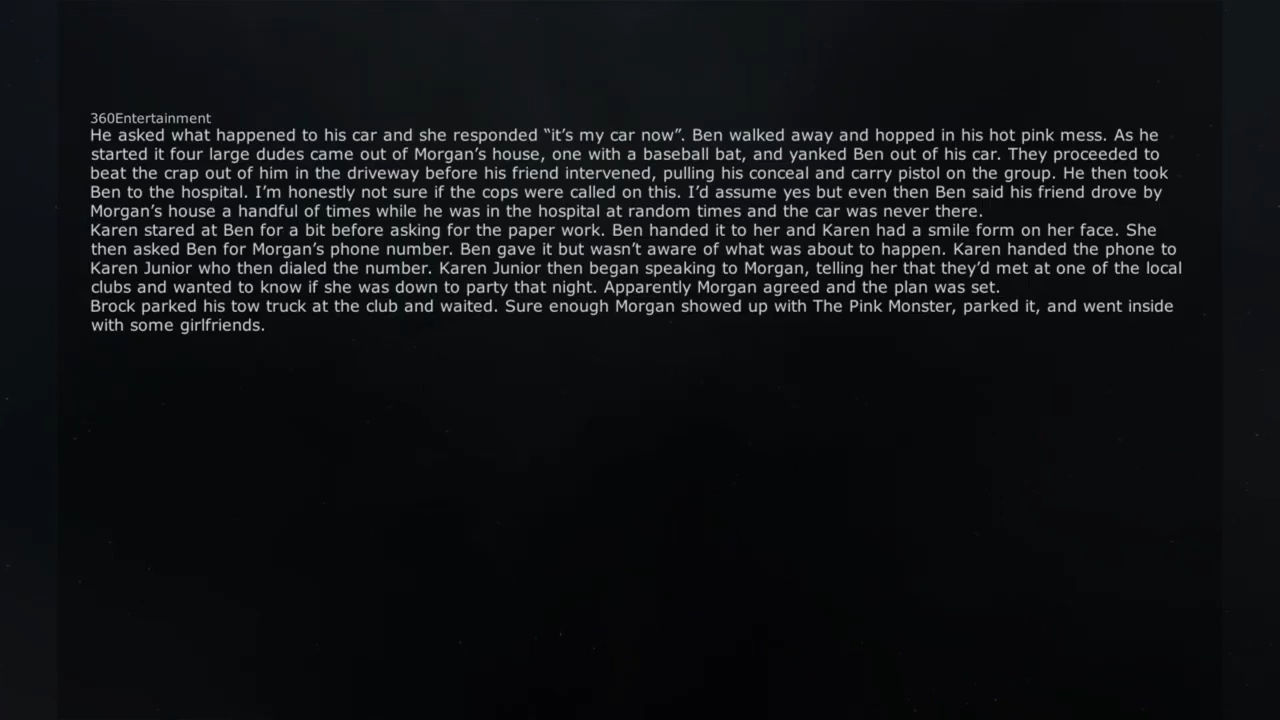 360Entertainment
He asked what happened to his car and she responded “it’s my car now”. Ben walked away and hopped in his hot pink mess. As he
started it four large dudes came out of Morgan’s house, one with a baseball bat, and yanked Ben out of his car. They proceeded to
beat the crap out of him in the driveway before his friend intervened, pulling his conceal and carry pistol on the group. He then took
Ben to the hospital. I’m honestly not sure if the cops were called on this. I’d assume yes but even then Ben said his friend drove by
Morgan’s house a handful of times while he was in the hospital at random times and the car was never there.
Karen stared at Ben for a bit before asking for the paper work. Ben handed it to her and Karen had a smile form on her face. She
then asked Ben for Morgan’s phone number. Ben gave it but wasn’t aware of what was about to happen. Karen handed the phone to
Karen Junior who then dialed the number. Karen Junior then began speaking to Morgan, telling her that they’d met at one of the local
clubs and wanted to know if she was down to party that night. Apparently Morgan agreed and the plan was set.
Brock parked his tow truck at the club and waited. Sure enough Morgan showed up with The Pink Monster, parked it, and went inside
with some girlfriends.